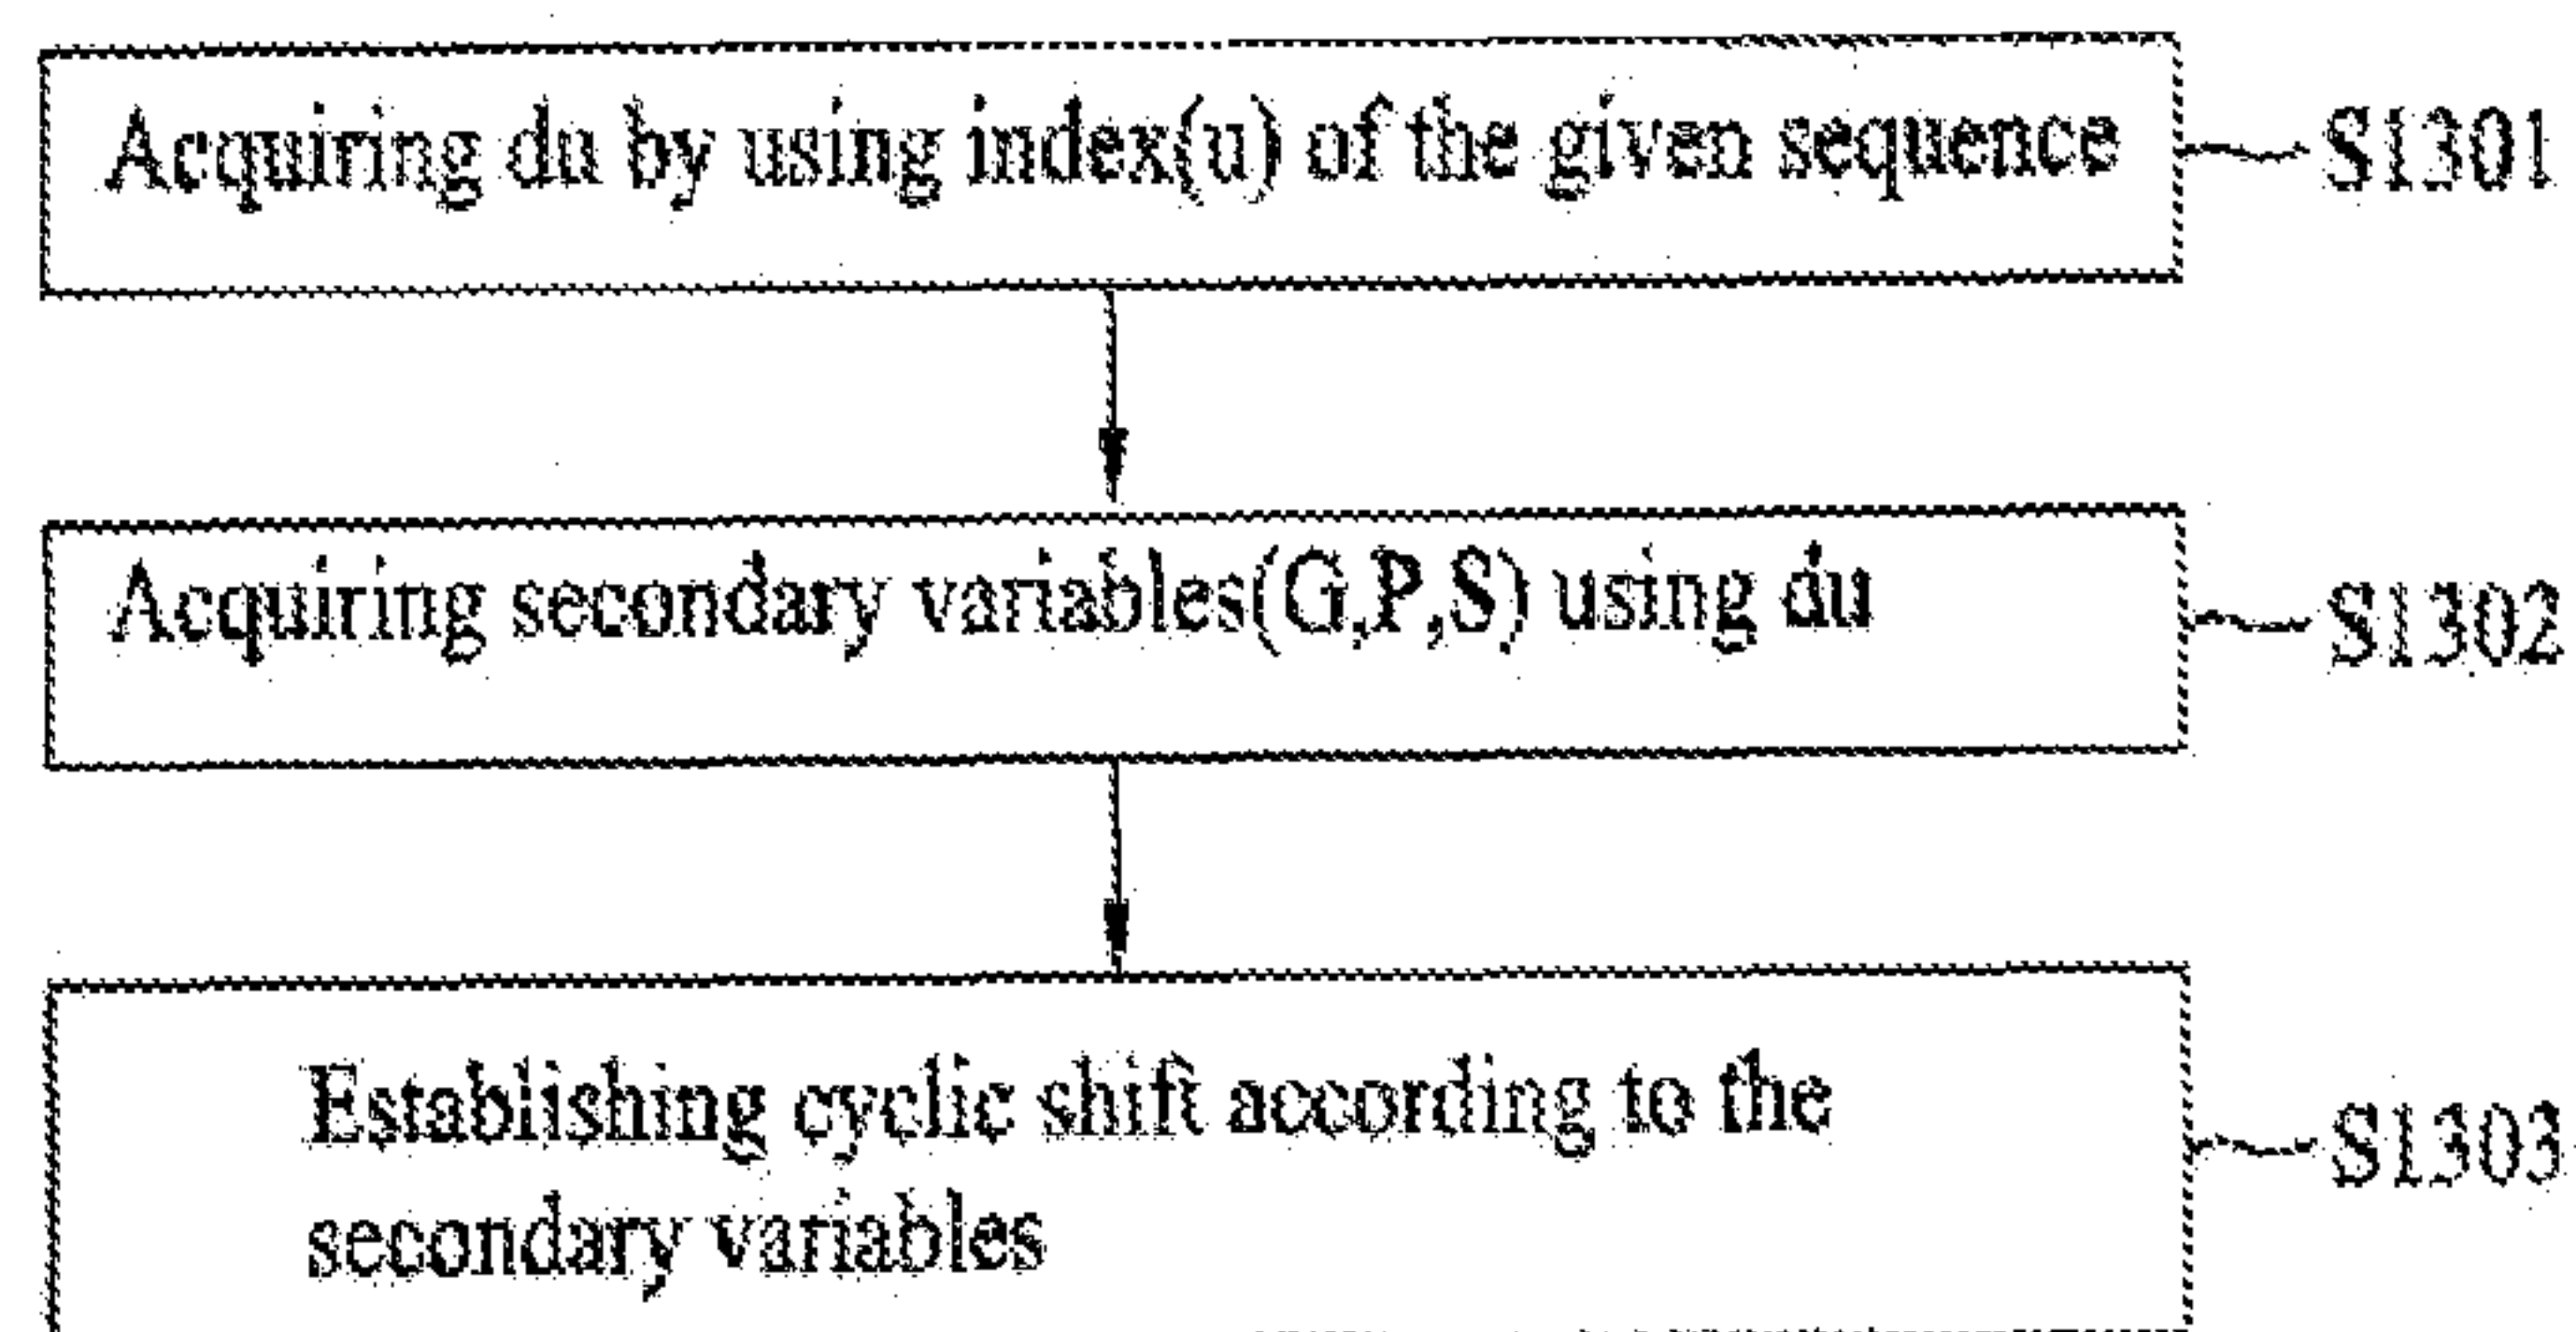 Acquiring du by using index(u) of the given sequence
S1301
Acquiring secondary variables(G,P,S) using du
S1302
Establishing cyclic shift according to the
secondary variables
S1303